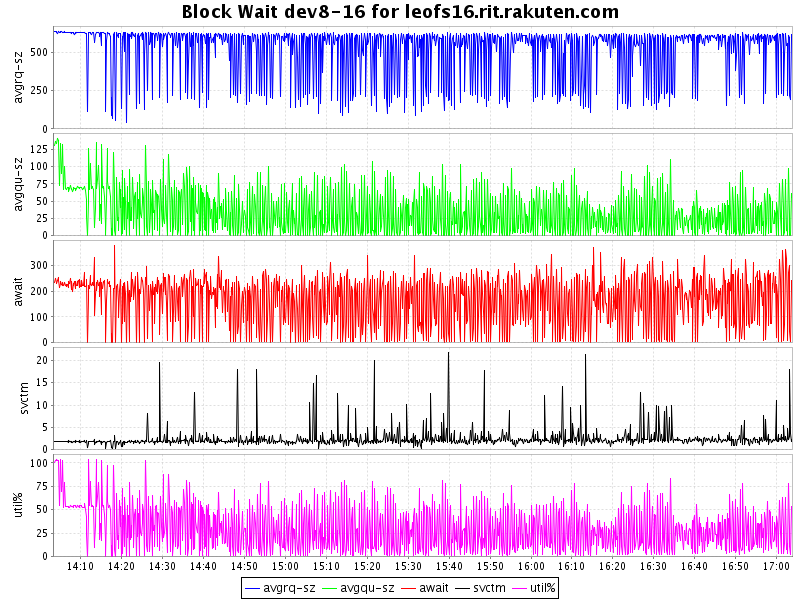 Block Wait dev8-16 for leofs16.rit.rakuten.com
avgrq-sz
500
250
0
avgqu-sz
125
100
75
50
25
0
await
300
200
100
0
svctm
20
15
10
5
0
util%
100
75
50
25
0
14:10 14:20 14:30 14:40 14:50 15:00 15:10 15:20 15:30 15:40 15:50 16:00 16:10 16:20 16:30 16:40 16:50 17:00
avgrq-sz avgqu-sz await svctm util%